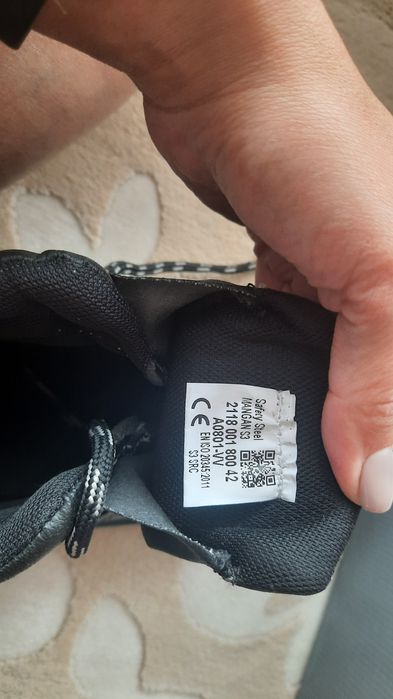 Safety Steel
MANGAN S3
2118 001 800 42
A0801-VV
CE EN ISO 20345:2011
S3 SRC